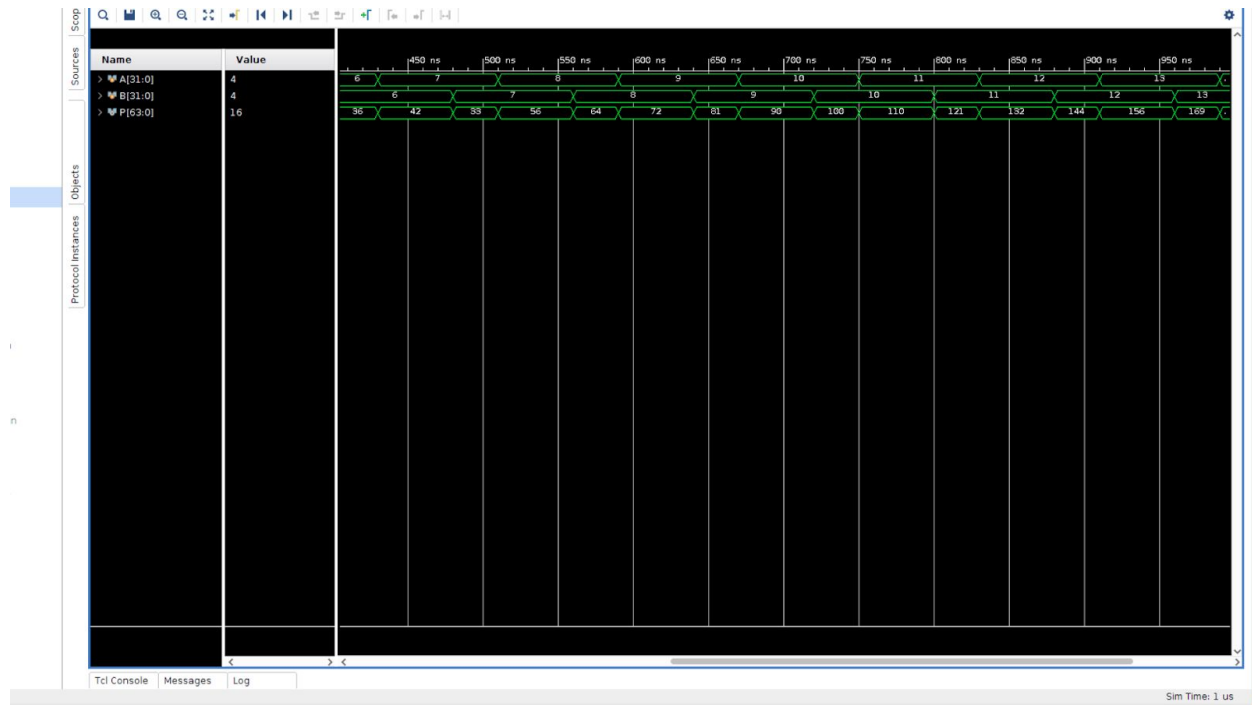 Scop
Sources
Objects
Protocol Instances
Name Value
450 ns 500 ns 550 ns 600 ns 650 ns 700 ns 750 ns 800 ns 850 ns 900 ns 950 ns
> A[31:0] 4 6 7 8 9 10 11 12 13
> B[31:0] 4 6 7 8 9 10 11 12 13
> P[63:0] 16 36 42 33 56 64 72 81 90 100 110 121 132 144 156 169
n
Tcl Console Messages Log
Sim Time: 1 us